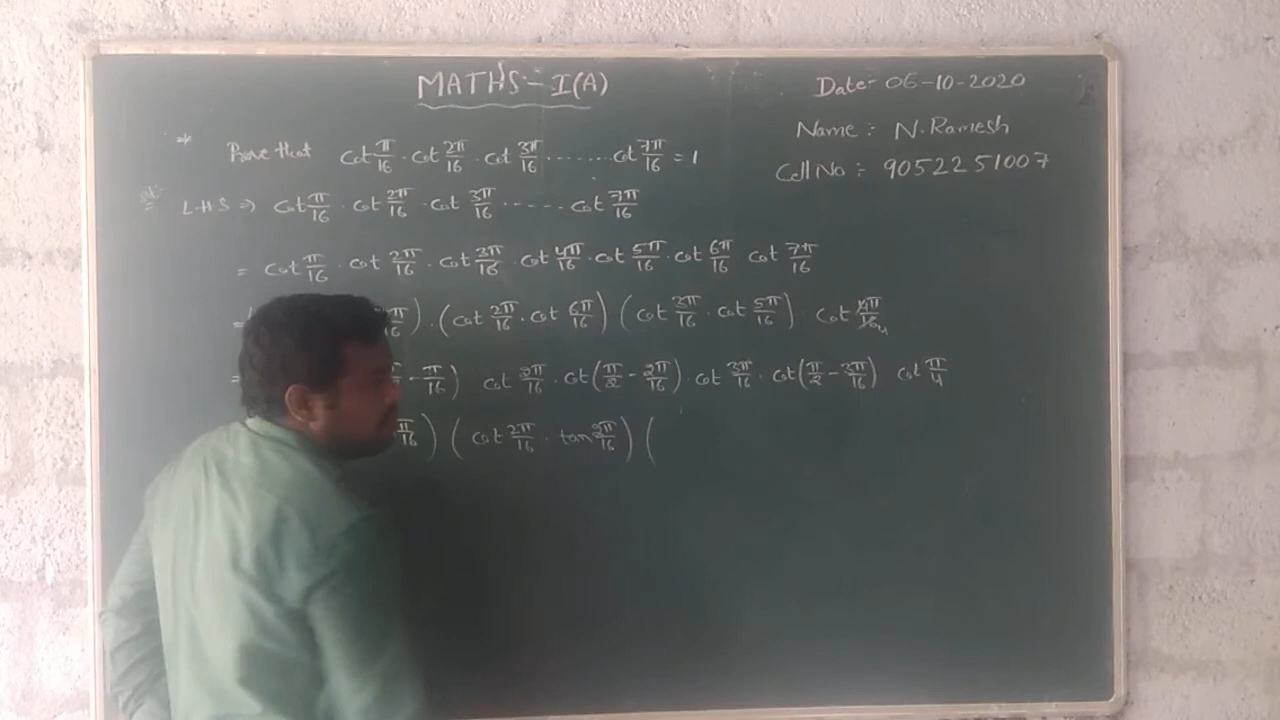 MATHS - I(A)
Date:- 06-10-2020
Name :- N. Ramesh
Cell No :- 9052251007
* Prove that cot π/16 . cot 2π/16 . cot 3π/16 ....... cot 7π/16 = 1
Sol:- LHS ⇒ cot π/16 . cot 2π/16 . cot 3π/16 ..... cot 7π/16
= cot π/16 . cot 2π/16 . cot 3π/16 . cot 4π/16 . cot 5π/16 . cot 6π/16 cot 7π/16
= π/16) . (cot 2π/16 . cot 6π/16) (cot 3π/16 . cot 5π/16) . cot 4π/16 4
= - π/16) cot 2π/16 . cot(π/2 - 2π/16) . cot 3π/16 . cot(π/2 - 3π/16) cot π/4
π/16) (cot 2π/16 . tan 2π/16) (